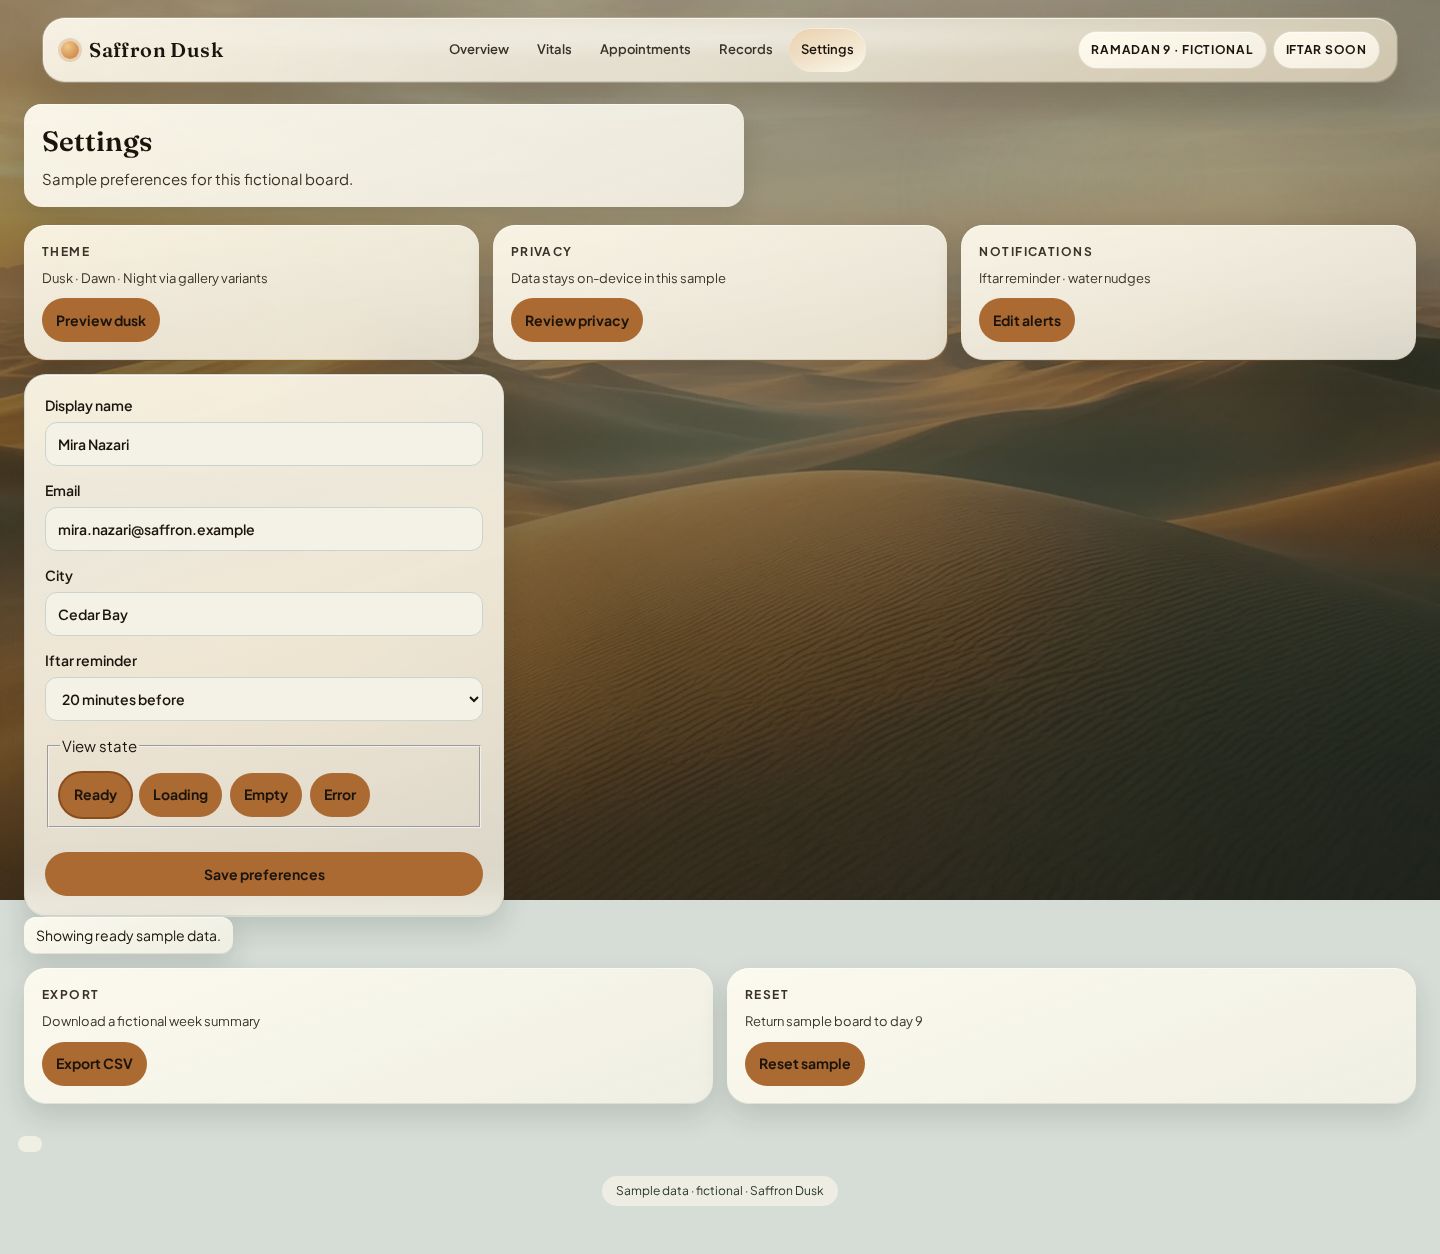 Saffron Dusk
Overview
Vitals
Appointments
Records
Settings
RAMADAN 9 · FICTIONAL
IFTAR SOON
Settings
Sample preferences for this fictional board.
THEME
Dusk · Dawn · Night via gallery variants
Preview dusk
PRIVACY
Data stays on-device in this sample
Review privacy
NOTIFICATIONS
Iftar reminder · water nudges
Edit alerts
Display name
Mira Nazari
Email
mira.nazari@saffron.example
City
Cedar Bay
Iftar reminder
20 minutes before
View state
Ready
Loading
Empty
Error
Save preferences
Showing ready sample data.
EXPORT
Download a fictional week summary
Export CSV
RESET
Return sample board to day 9
Reset sample
Sample data · fictional · Saffron Dusk